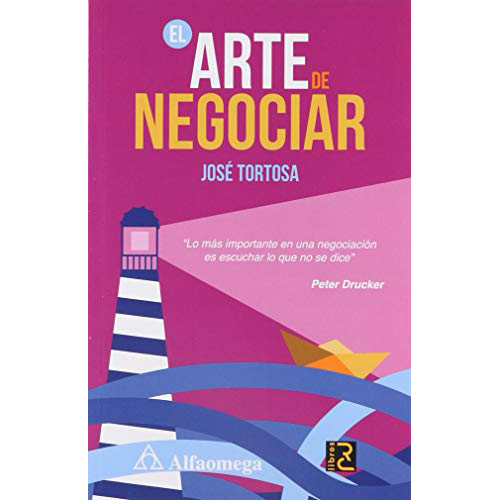 EL
ARTE DE
NEGOCIAR
JOSÉ TORTOSA
"Lo más importante en una negociación
es escuchar lo que no se dice"
Peter Drucker
Alfaomega
libros
RC